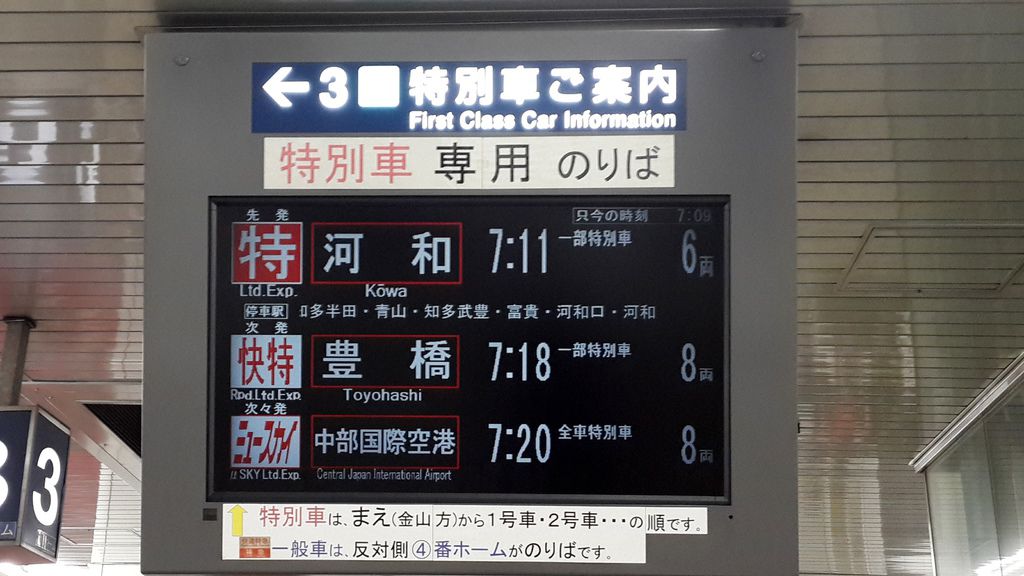 ← 3 特別車ご案内
First Class Car Information
特別車 専用 のりば
只今の時刻 7:09
先発
特 河和 7:11 一部特別車 6両
Ltd.Exp. Kōwa
停車駅 知多半田・青山・知多武豊・富貴・河和口・河和
次発
快特 豊橋 7:18 一部特別車 8両
Rpd.Ltd.Exp. Toyohashi
次々発
ミュースカイ 中部国際空港 7:20 全車特別車 8両
μSKY Ltd.Exp. Central Japan International Airport
特別車は、まえ(金山方)から1号車・2号車・・・の順です。
一般車は、反対側④番ホームがのりばです。
3